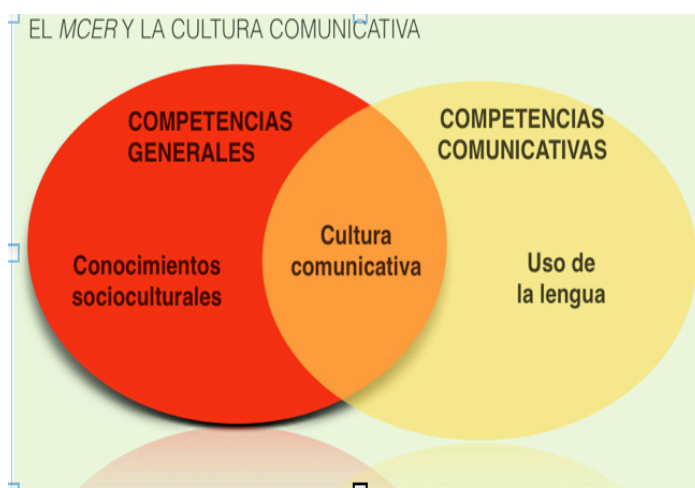 EL MCER Y LA CULTURA COMUNICATIVA
COMPETENCIAS
GENERALES
COMPETENCIAS
COMUNICATIVAS
Conocimientos
socioculturales
Cultura
comunicativa
Uso de
la lengua